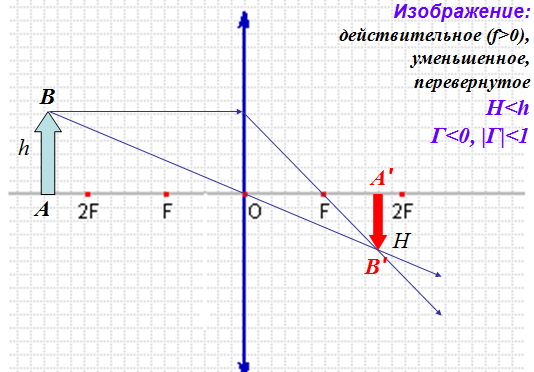 Изображение:
действительное (f>0),
уменьшенное,
перевернутое
H<h
Г<0, |Г|<1
B
h
A'
A
2F
F
O
F
2F
H
B'